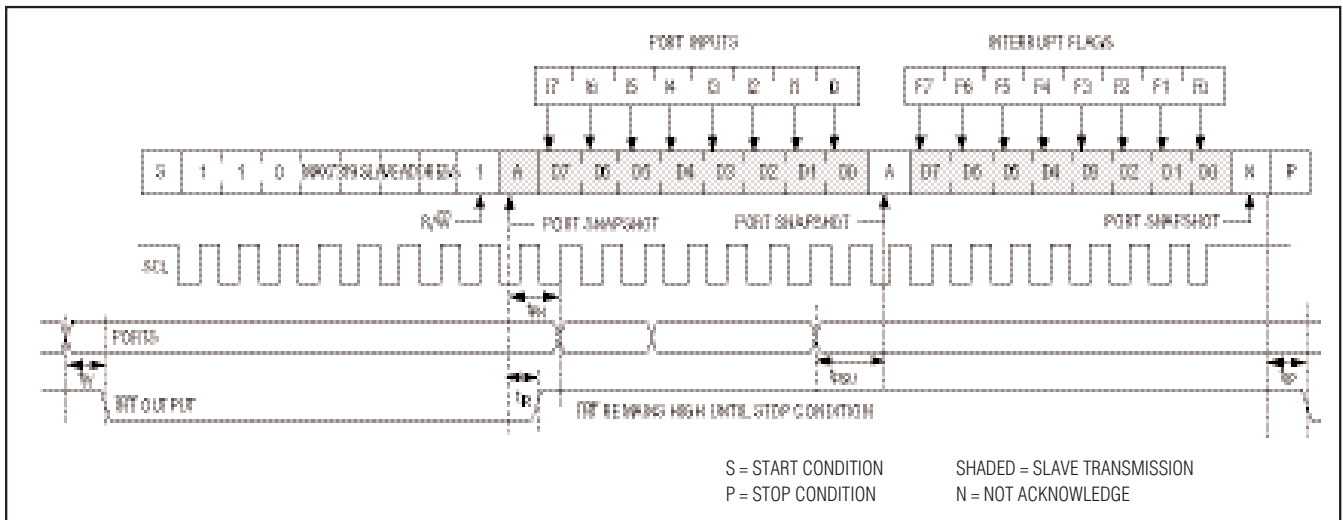 PORT INPUTS INTERRUPT FLAGS
I7 I6 I5 I4 I3 I2 I1 I0 F7 F6 F5 F4 F3 F2 F1 F0
S 1 1 0 MAX7319 SLAVE ADDRESS 1 A D7 D6 D5 D4 D3 D2 D1 D0 A D7 D6 D5 D4 D3 D2 D1 D0 N P
R/W PORT SNAPSHOT PORT SNAPSHOT PORT SNAPSHOT
SCL
PORTS
INT OUTPUT INT REMAINS HIGH UNTIL STOP CONDITION
S = START CONDITION SHADED = SLAVE TRANSMISSION
P = STOP CONDITION N = NOT ACKNOWLEDGE